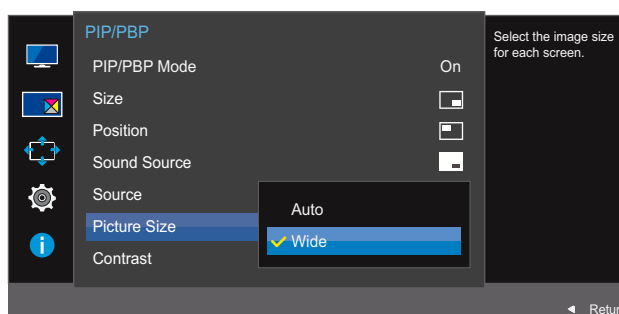 PIP/PBP
Select the image size
for each screen.
PIP/PBP Mode On
Size
Position
Sound Source
Source
Auto
Picture Size
Wide
Contrast
Retur